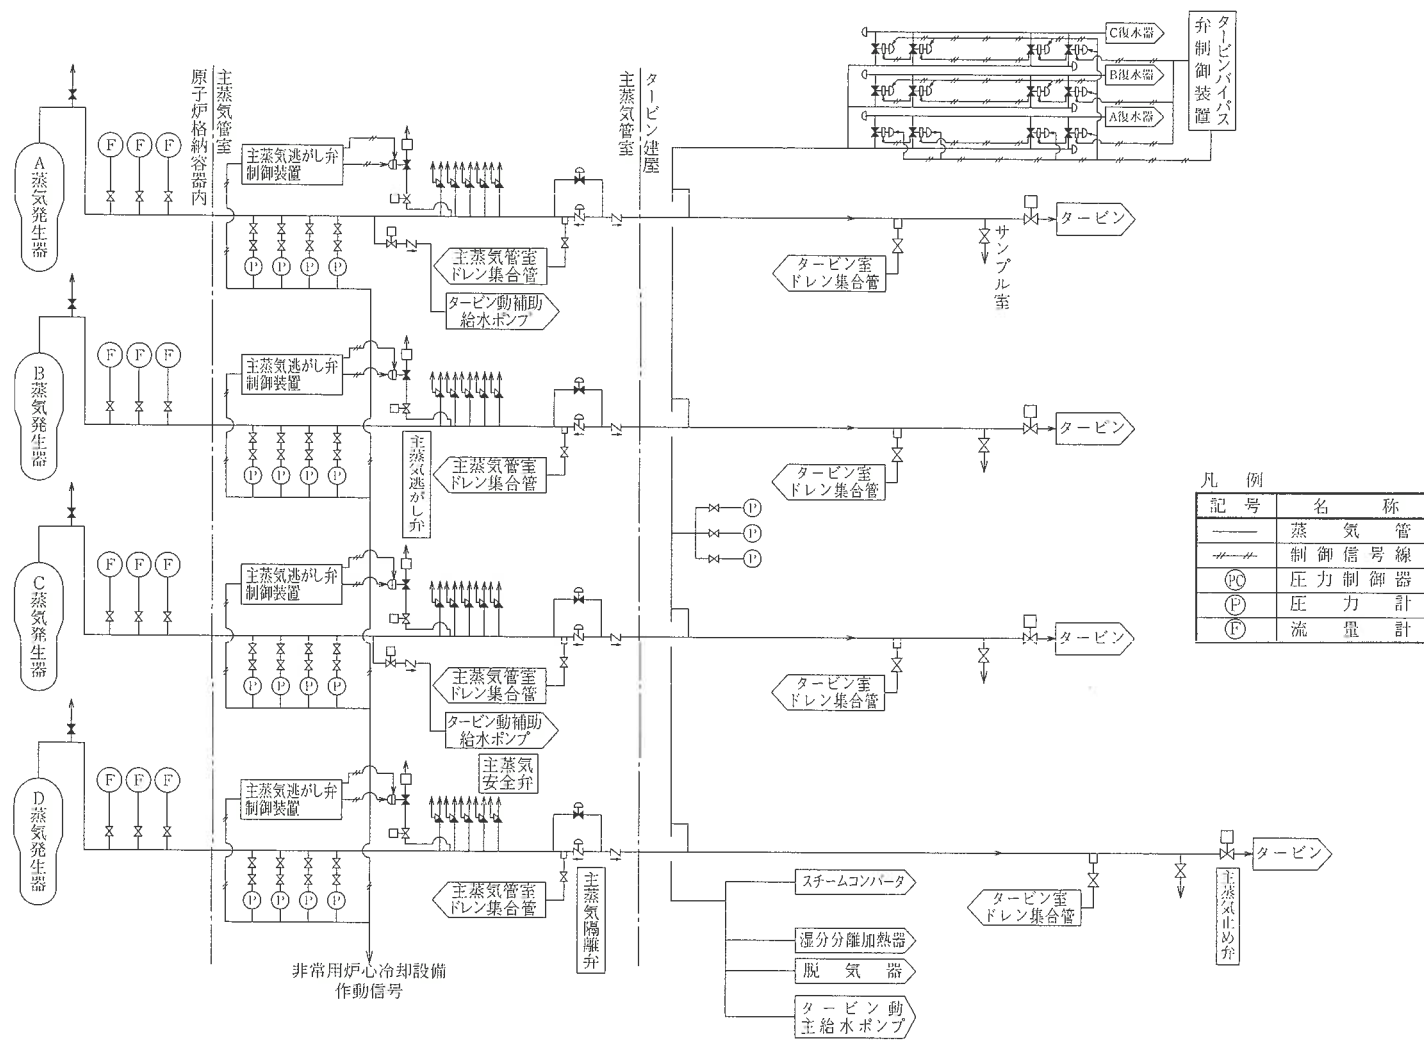 C復水器
B復水器
A復水器
タービンバイパス
弁制御装置
原子炉格納容器内
主蒸気管室
主蒸気管室
タービン建屋
A蒸気発生器
F
F
F
主蒸気逃がし弁
制御装置
P
P
P
P
主蒸気管室
ドレン集合管
タービン動補助
給水ポンプ
タービン室
ドレン集合管
サンプル室
タービン
B蒸気発生器
F
F
F
主蒸気逃がし弁
制御装置
P
P
P
P
主蒸気逃がし弁
主蒸気管室
ドレン集合管
タービン室
ドレン集合管
タービン
P
P
P
C蒸気発生器
F
F
F
主蒸気逃がし弁
制御装置
P
P
P
P
主蒸気管室
ドレン集合管
タービン動補助
給水ポンプ
タービン室
ドレン集合管
タービン
主蒸気
安全弁
D蒸気発生器
F
F
F
主蒸気逃がし弁
制御装置
P
P
P
P
主蒸気管室
ドレン集合管
主蒸気隔離弁
タービン室
ドレン集合管
タービン
主蒸気止め弁
スチームコンバータ
湿分分離加熱器
脱気器
タービン動
主給水ポンプ
非常用炉心冷却設備
作動信号
凡例
記号 名称
蒸気管
制御信号線
PC 圧力制御器
P 圧力計
F 流量計